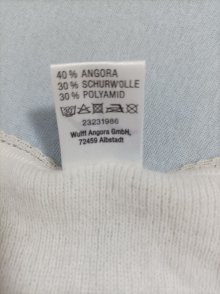 40 % ANGORA
30 % SCHURWOLLE
30 % POLYAMID
23231986
Wulff Angora GmbH,
72459 Albstadt